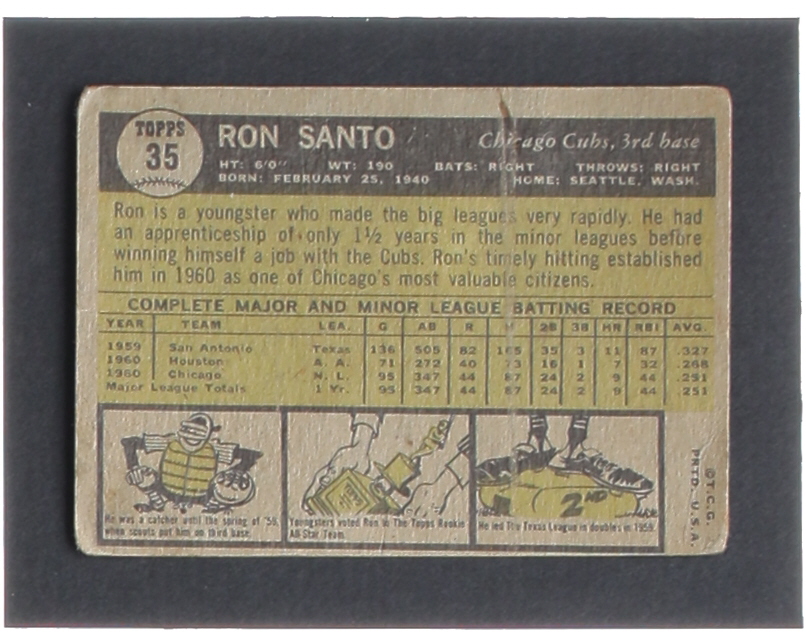 TOPPS
35
RON SANTO
Chicago Cubs, 3rd base
HT: 6'0" WT: 190 BATS: RIGHT THROWS: RIGHT
BORN: FEBRUARY 25, 1940 HOME: SEATTLE, WASH.
Ron is a youngster who made the big leagues very rapidly. He had
an apprenticeship of only 1½ years in the minor leagues before
winning himself a job with the Cubs. Ron's timely hitting established
him in 1960 as one of Chicago's most valuable citizens.
COMPLETE MAJOR AND MINOR LEAGUE BATTING RECORD
YEAR TEAM LEA. G AB R H 2B 3B HR RBI AVG.
1959 San Antonio Texas 136 505 82 165 35 3 11 87 .327
1960 Houston A. A. 71 272 40 73 16 1 7 32 .268
1960 Chicago N. L. 95 347 44 87 24 2 9 44 .251
Major League Totals 1 Yr. 95 347 44 87 24 2 9 44 .251
He was a catcher until the spring of '59,
when scouts put him on third base.
Youngsters voted Ron to The Topps Rookie
All Star Team.
2ND
He led The Texas League in doubles in 1959.
©T.C.G.
PRTD. U.S.A.